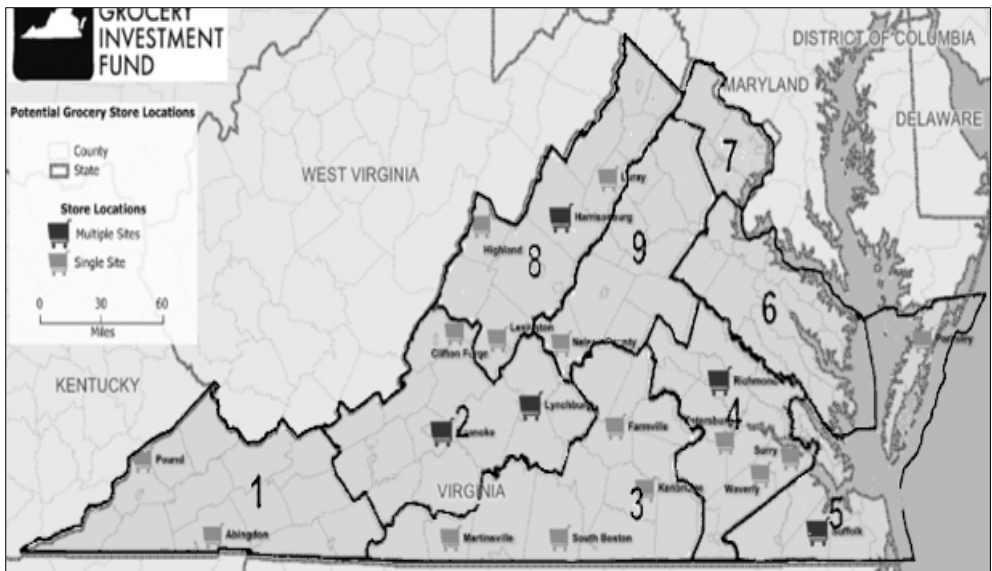 GROCERY
INVESTMENT
FUND
Potential Grocery Store Locations
County
State
Store Locations
Multiple Sites
Single Site
0 30 60
Miles
DISTRICT OF COLUMBIA
MARYLAND
DELAWARE
WEST VIRGINIA
KENTUCKY
VIRGINIA
7
Luray
Harrisonburg
Highland
8
9
6
Clifton Forge
Lexington
Nelson County
Parksley
Richmond
Lynchburg
2
Roanoke
4
Petersburg
Farmville
Surry
Pound
Waverly
1
3
Kenbridge
5
Suffolk
Abingdon
Martinsville
South Boston